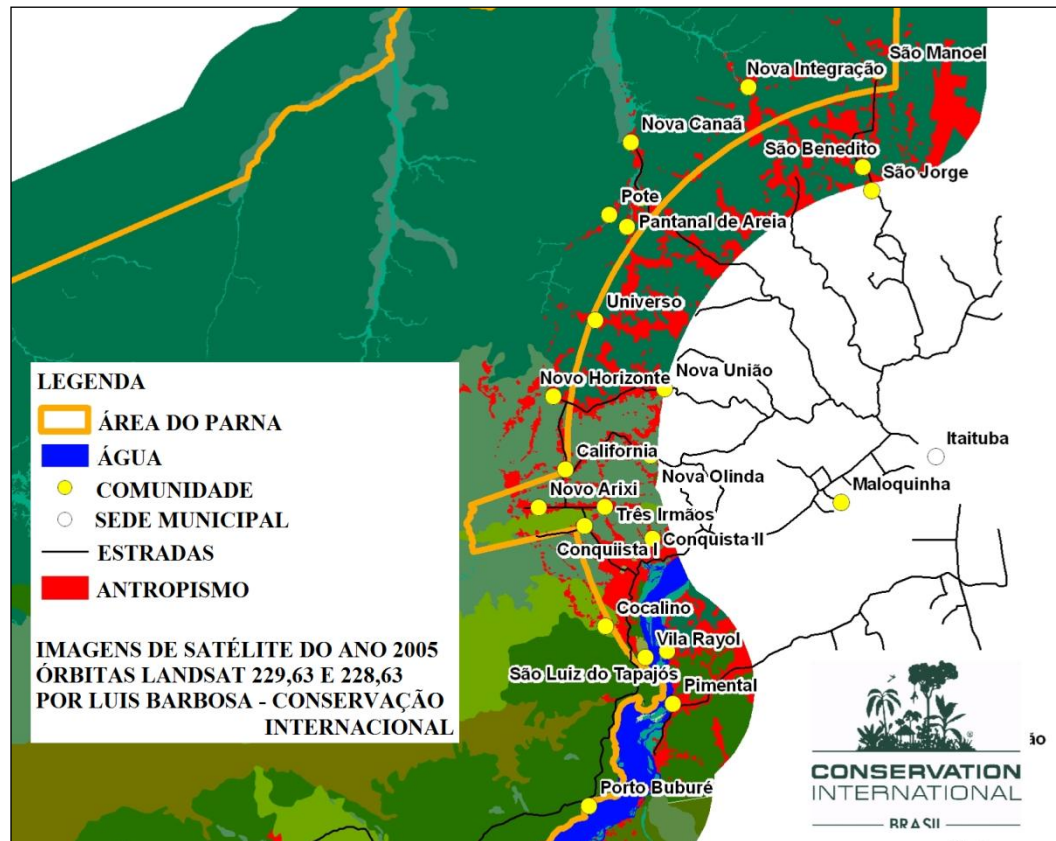 São Manoel
Nova Integração
Nova Canaã
São Benedito
São Jorge
Pote
Pantanal de Areia
Universo
Novo Horizonte
Nova União
Itaituba
California
Nova Olinda
Maloquinha
Novo Arixi
Três Irmãos
Conquiista I
Conquista II
Cocalino
Vila Rayol
São Luiz do Tapajós
Pimental
Porto Buburé
LEGENDA
ÁREA DO PARNA
ÁGUA
COMUNIDADE
SEDE MUNICIPAL
ESTRADAS
ANTROPISMO
IMAGENS DE SATÉLITE DO ANO 2005
ÓRBITAS LANDSAT 229,63 E 228,63
POR LUIS BARBOSA - CONSERVAÇÃO
INTERNACIONAL
ão
CONSERVATION
INTERNATIONAL
BRASIL